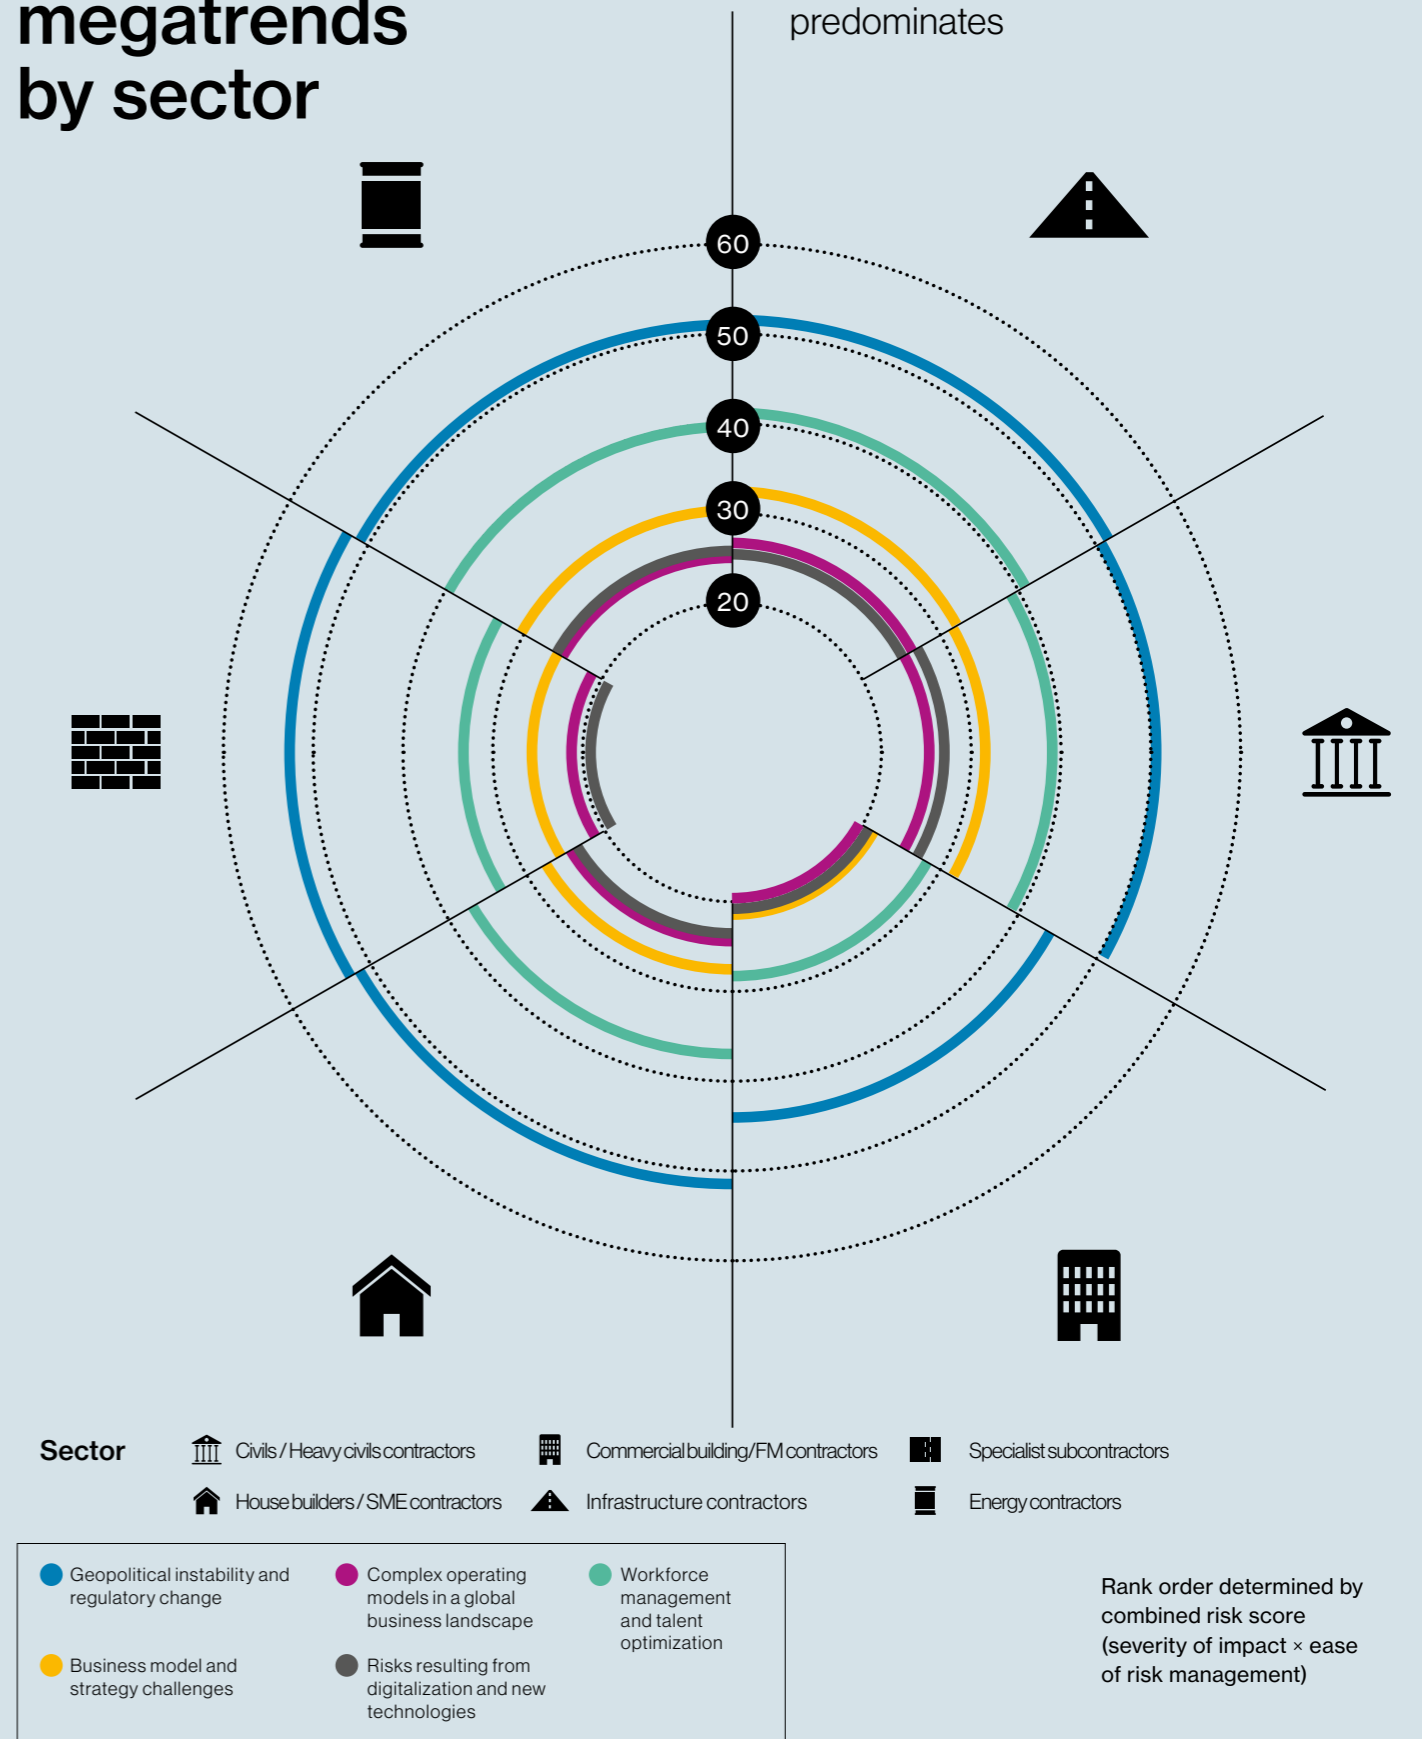 megatrends
by sector
predominates
60
50
40
30
20
Sector
Civils / Heavy civils contractors
Commercial building/FM contractors
Specialist subcontractors
House builders / SME contractors
Infrastructure contractors
Energy contractors
Geopolitical instability and
regulatory change
Complex operating
models in a global
business landscape
Workforce
management
and talent
optimization
Business model and
strategy challenges
Risks resulting from
digitalization and new
technologies
Rank order determined by
combined risk score
(severity of impact × ease
of risk management)